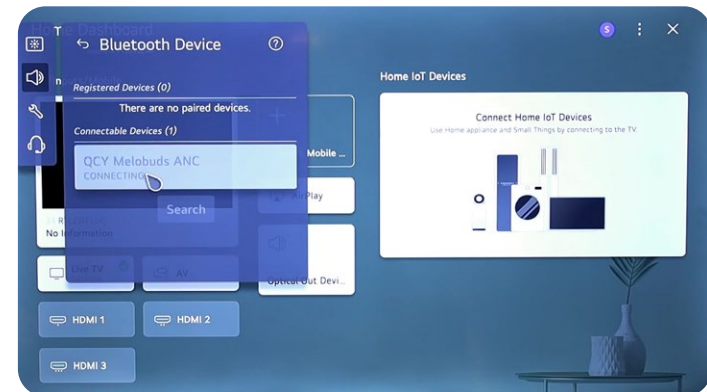 Home Dashboard
S
Bluetooth Device
Registered Devices (0)
There are no paired devices.
Connectable Devices (1)
QCY Melobuds ANC
CONNECTING
Search
Mobile ...
AirPlay
No Information
Live TV
AV
Optical Out Devi...
HDMI 1
HDMI 2
HDMI 3
Home IoT Devices
Connect Home IoT Devices
Use Home appliance and Small Things by connecting to the TV.